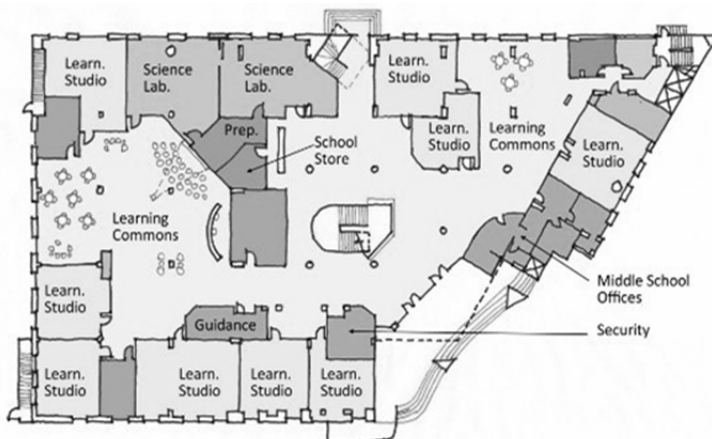 Learn.
Studio
Science
Lab.
Science
Lab.
Learn.
Studio
Prep.
School
Store
Learn.
Studio
Learning
Commons
Learn.
Studio
Learning
Commons
Middle School
Offices
Learn.
Studio
Guidance
Security
Learn.
Studio
Learn.
Studio
Learn.
Studio
Learn.
Studio